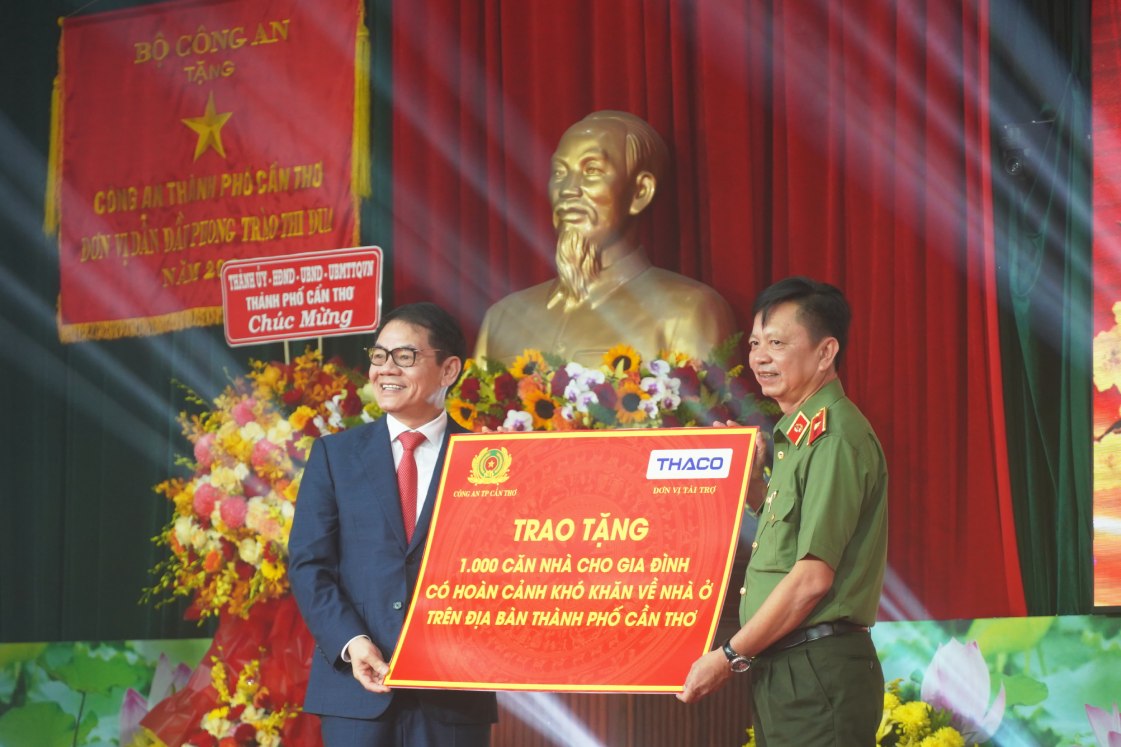 BỘ CÔNG AN
TẶNG
CÔNG AN THÀNH PHỐ CẦN THƠ
ĐƠN VỊ DẪN ĐẦU PHONG TRÀO THI ĐUA
NĂM
THÀNH ỦY - HĐND - UBND - UBMTTQVN
THÀNH PHỐ CẦN THƠ
Chúc Mừng
CÔNG AN TP CẦN THƠ
THACO
ĐƠN VỊ TÀI TRỢ
TRAO TẶNG
1.000 CĂN NHÀ CHO GIA ĐÌNH
CÓ HOÀN CẢNH KHÓ KHĂN VỀ NHÀ Ở
TRÊN ĐỊA BÀN THÀNH PHỐ CẦN THƠ